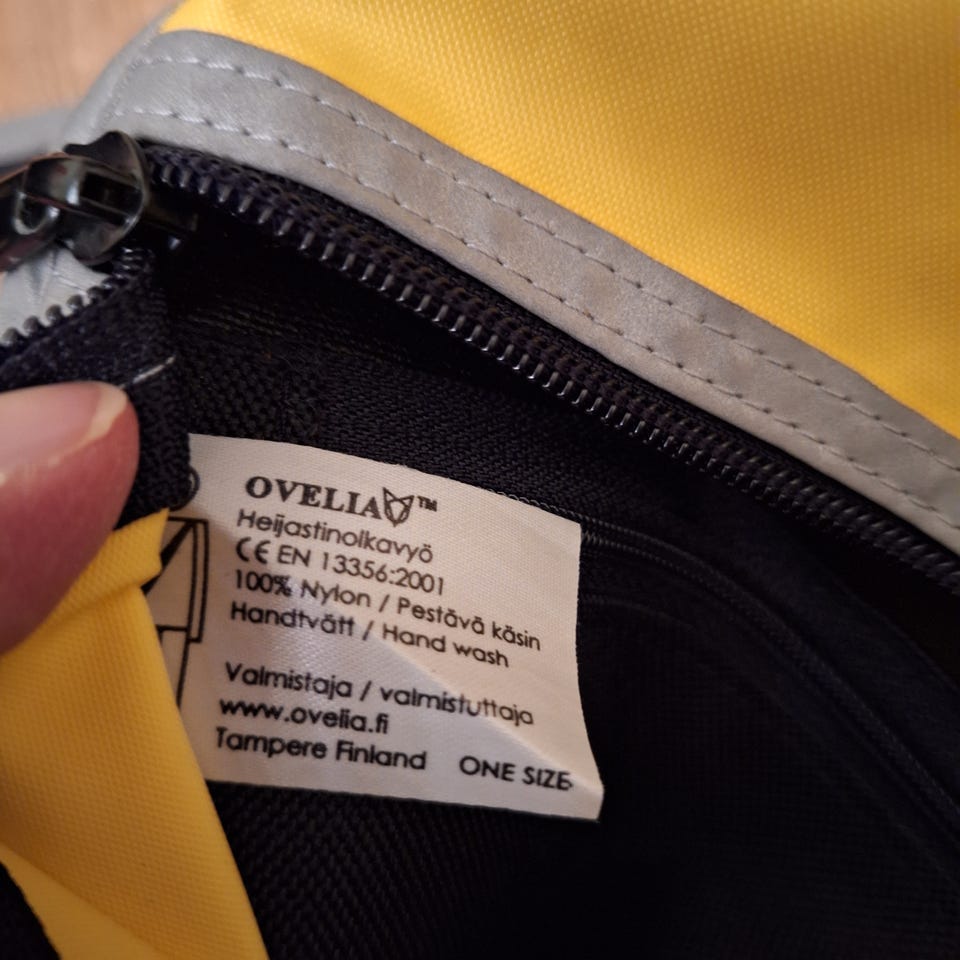 OVELIA™
Heijastinolkavyö
CE EN 13356:2001
100% Nylon / Pestävä käsin
Handtvätt / Hand wash
Valmistaja / valmistuttaja
www.ovelia.fi
Tampere Finland ONE SIZE